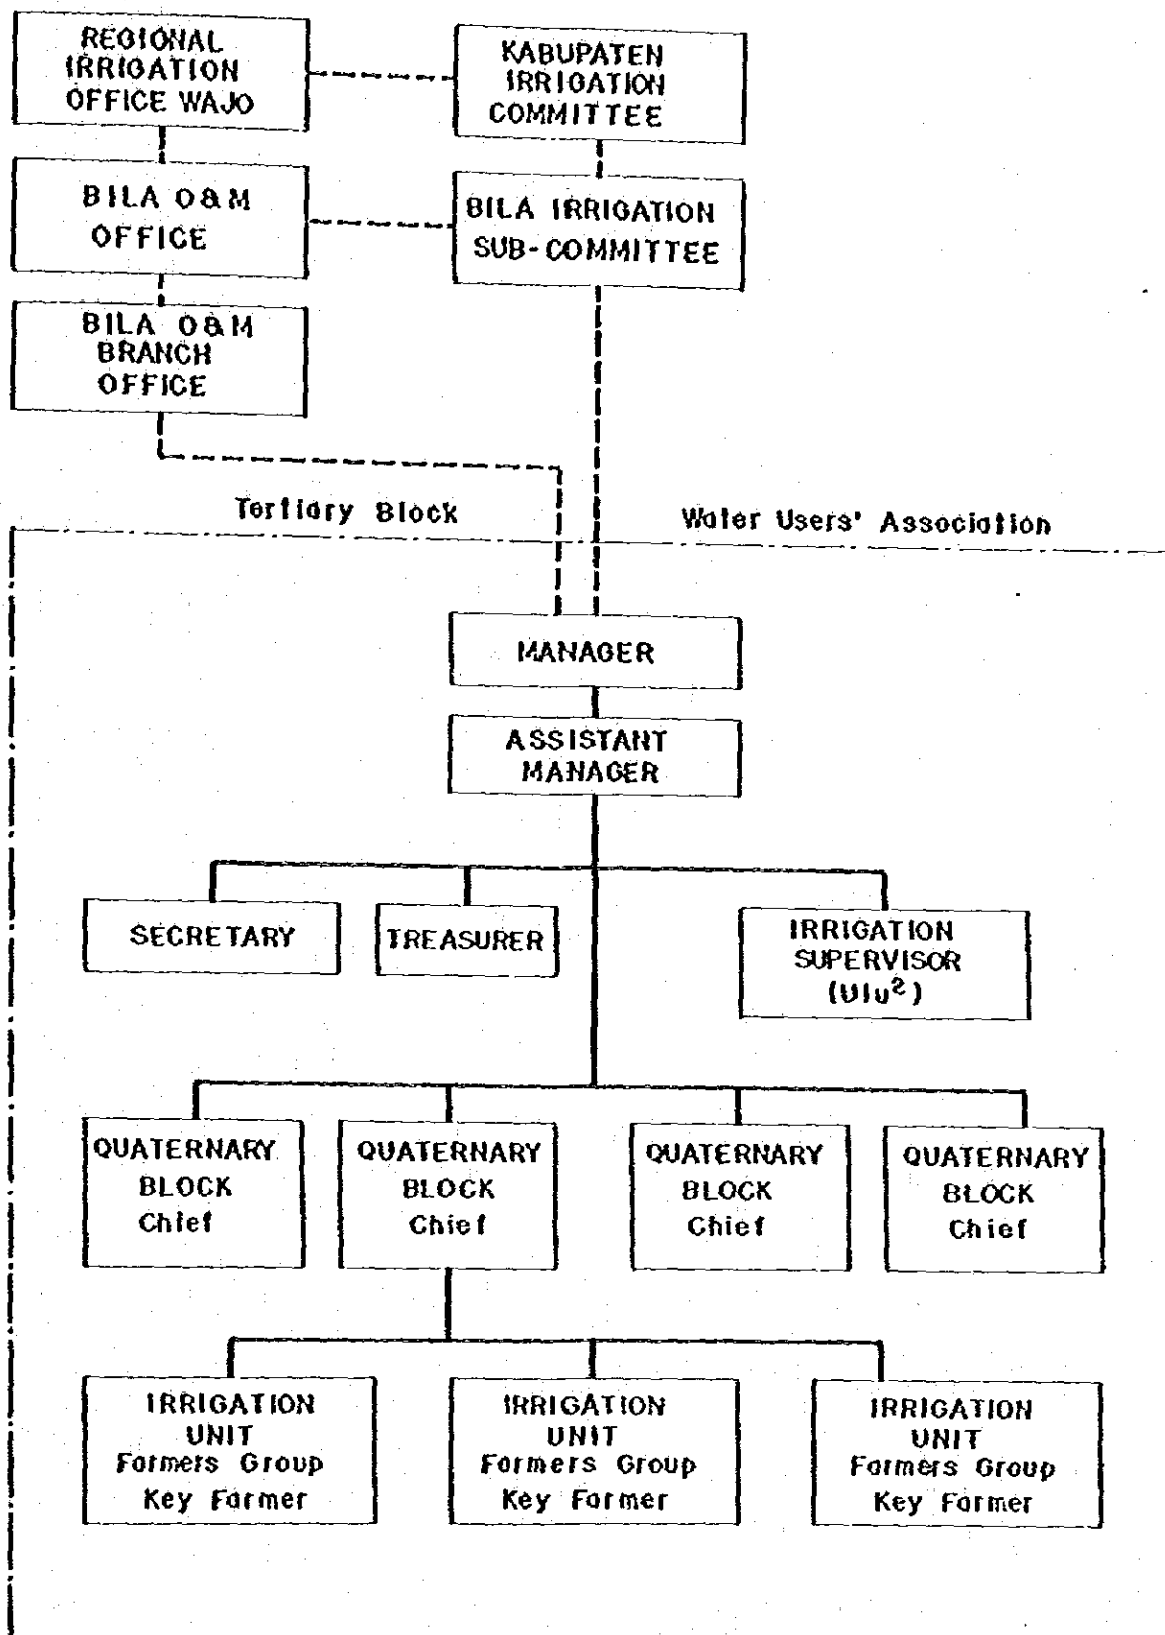 REGIONAL
IRRIGATION
OFFICE WAJO
KABUPATEN
IRRIGATION
COMMITTEE
BILA O&M
OFFICE
BILA IRRIGATION
SUB-COMMITTEE
BILA O&M
BRANCH
OFFICE
Tertiary Block
Water Users' Association
MANAGER
ASSISTANT
MANAGER
SECRETARY
TREASURER
IRRIGATION
SUPERVISOR
(Ulu²)
QUATERNARY
BLOCK
Chief
QUATERNARY
BLOCK
Chief
QUATERNARY
BLOCK
Chief
QUATERNARY
BLOCK
Chief
IRRIGATION
UNIT
Farmers Group
Key Farmer
IRRIGATION
UNIT
Farmers Group
Key Farmer
IRRIGATION
UNIT
Farmers Group
Key Farmer